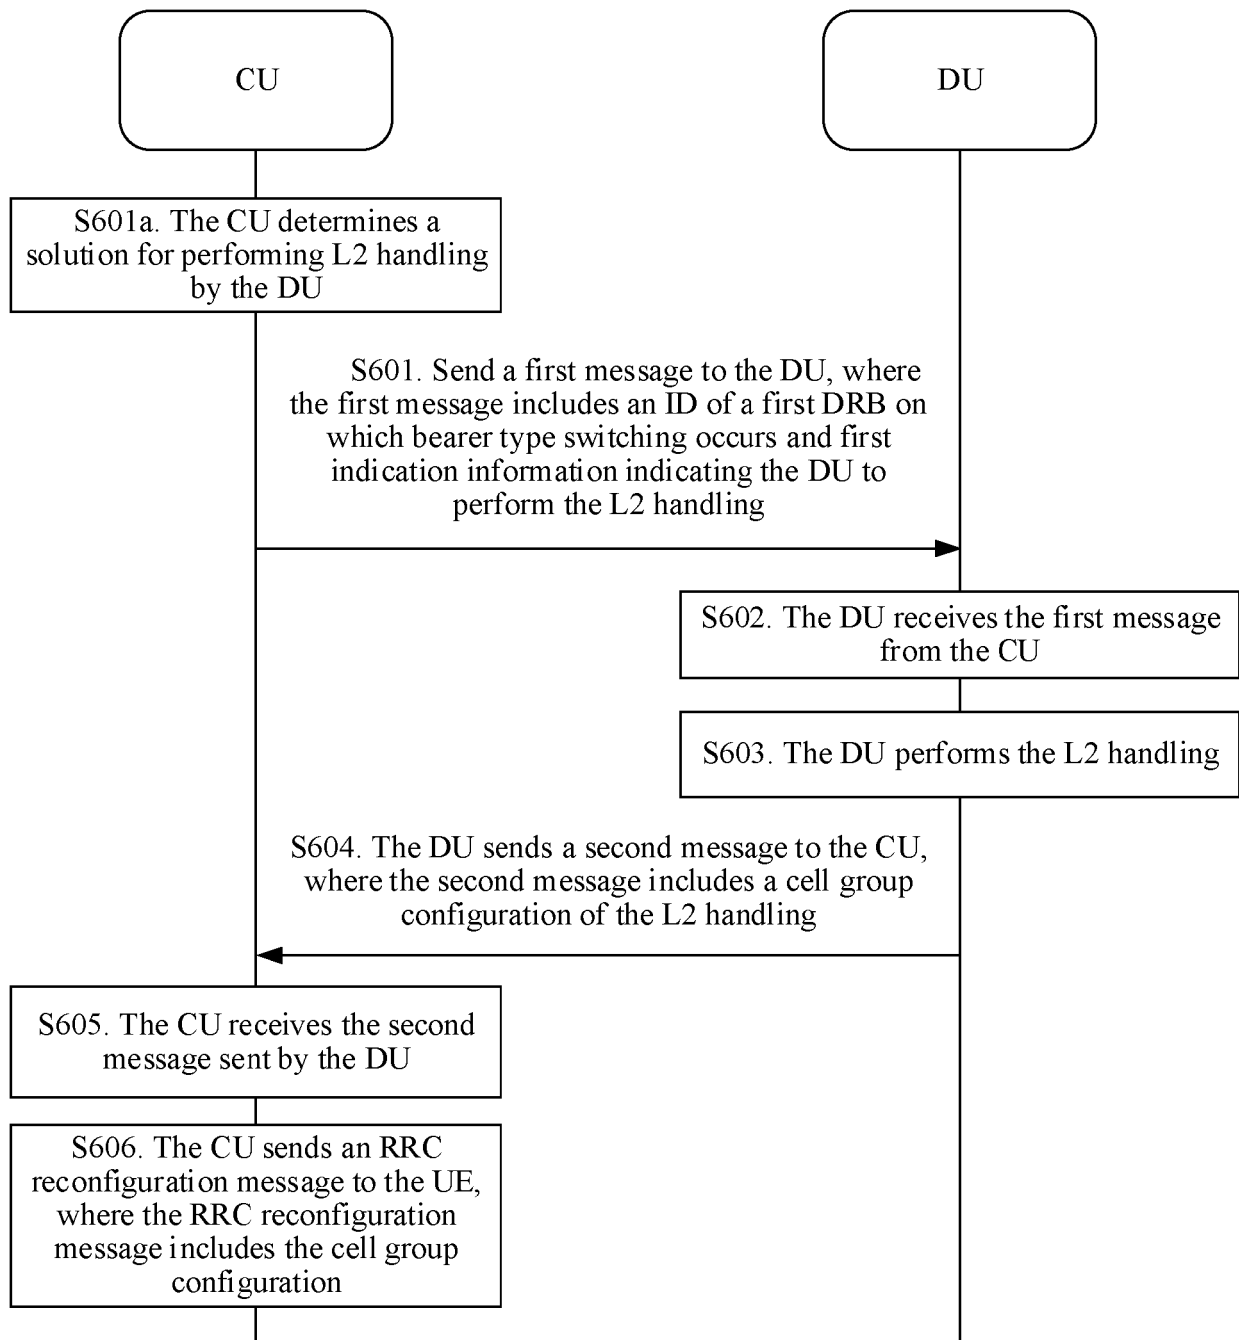 CU
DU
S601a. The CU determines a
solution for performing L2 handling
by the DU
S601. Send a first message to the DU, where
the first message includes an ID of a first DRB on
which bearer type switching occurs and first
indication information indicating the DU to
perform the L2 handling
S602. The DU receives the first message
from the CU
S603. The DU performs the L2 handling
S604. The DU sends a second message to the CU,
where the second message includes a cell group
configuration of the L2 handling
S605. The CU receives the second
message sent by the DU
S606. The CU sends an RRC
reconfiguration message to the UE,
where the RRC reconfiguration
message includes the cell group
configuration